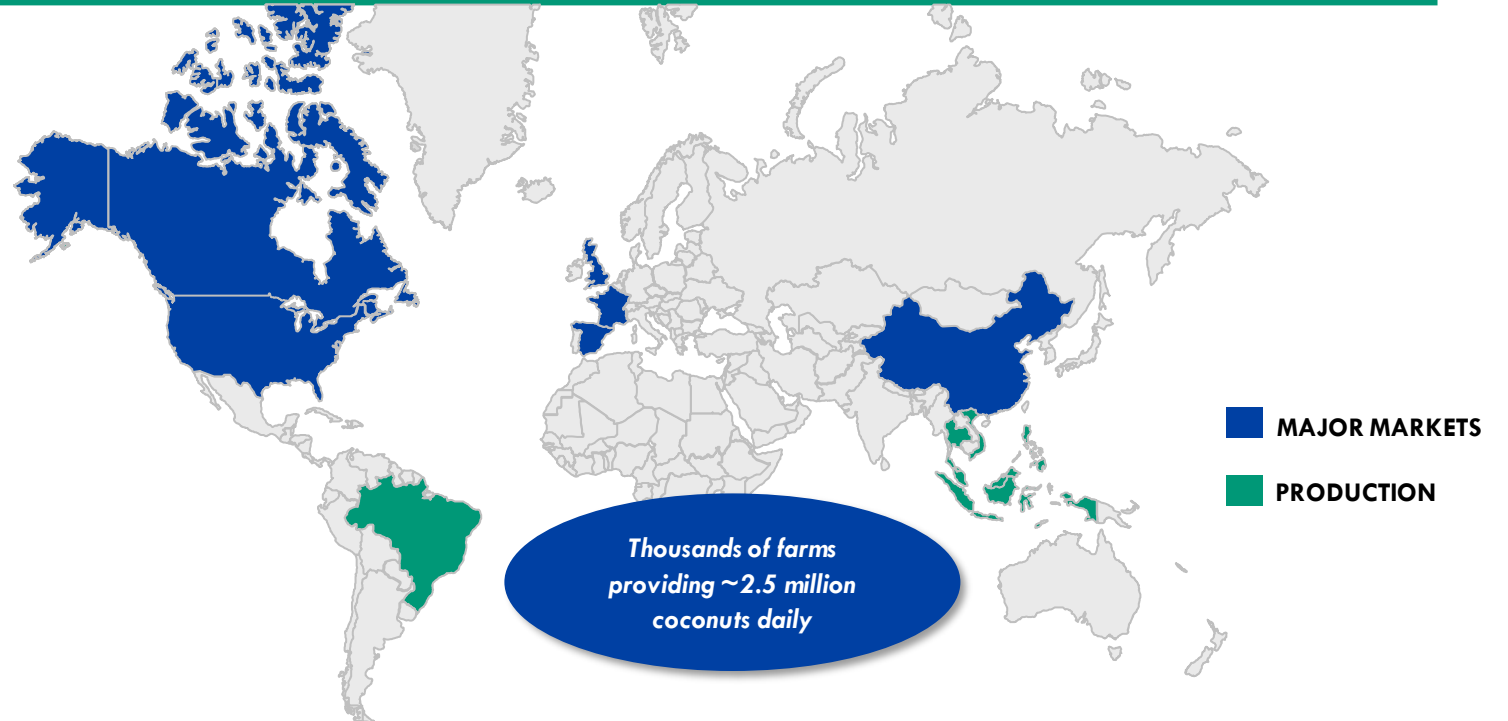 MAJOR MARKETS
PRODUCTION
Thousands of farms
providing ~2.5 million
coconuts daily